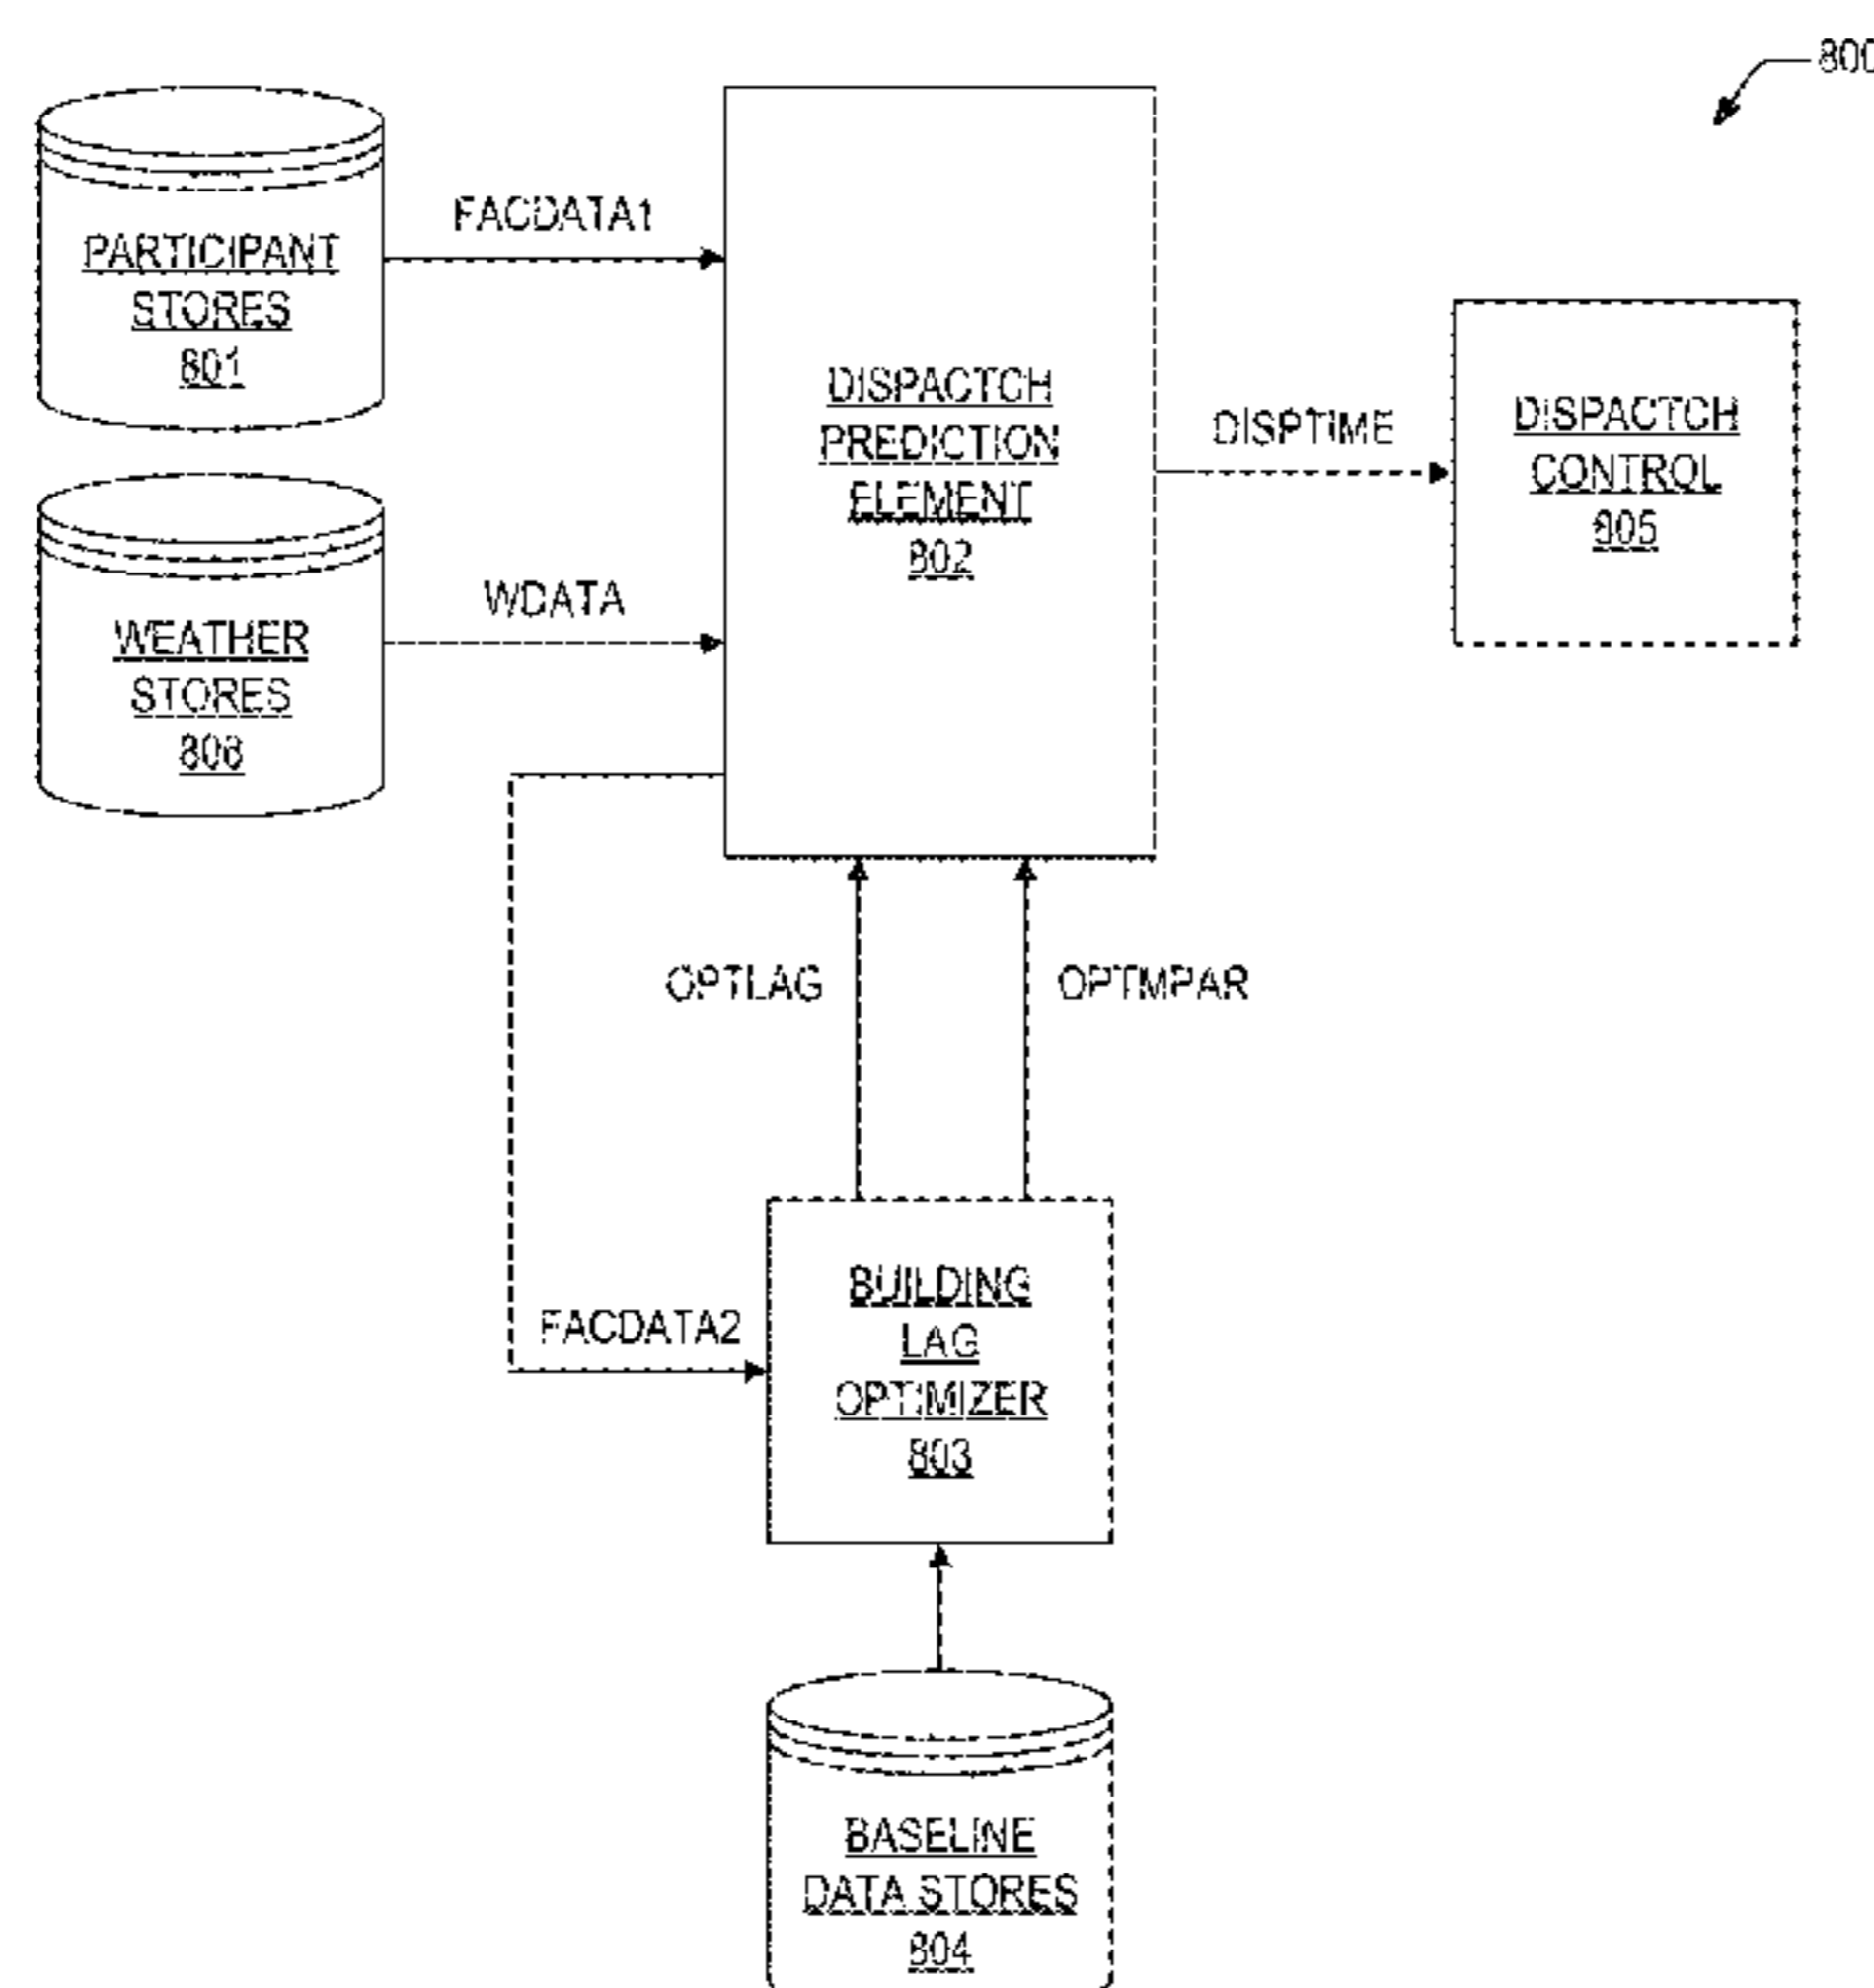 800
PARTICIPANT
STORES
801
FACDATA1
DISPACTCH
PREDICTION
ELEMENT
802
DISPTIME
DISPACTCH
CONTROL
805
WEATHER
STORES
806
WDATA
OPTLAG
OPTMPAR
FACDATA2
BUILDING
LAG
OPTIMIZER
803
BASELINE
DATA STORES
804